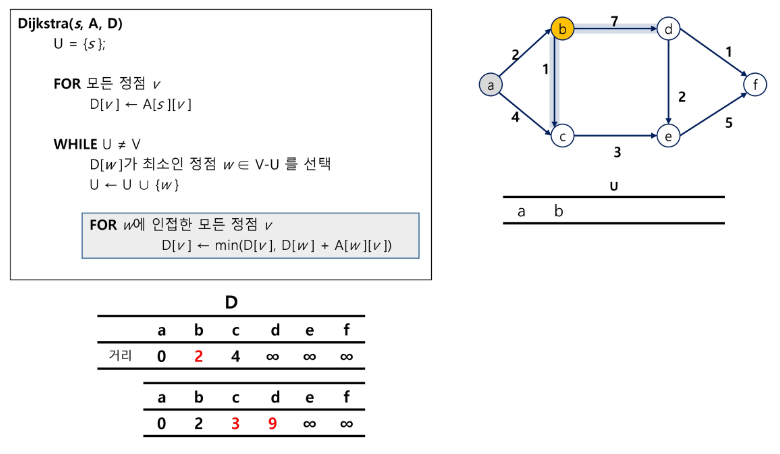 Dijkstra(s, A, D)
U = {s};
FOR 모든 정점 v
D[v] ← A[s][v]
WHILE U ≠ V
D[w]가 최소인 정점 w ∈ V-U 를 선택
U ← U ∪ {w}
FOR w에 인접한 모든 정점 v
D[v] ← min(D[v], D[w] + A[w][v])
a
b
c
d
e
f
2
4
1
7
3
2
1
5
U
a b
D
a b c d e f
거리 0 2 4 ∞ ∞ ∞
a b c d e f
0 2 3 9 ∞ ∞